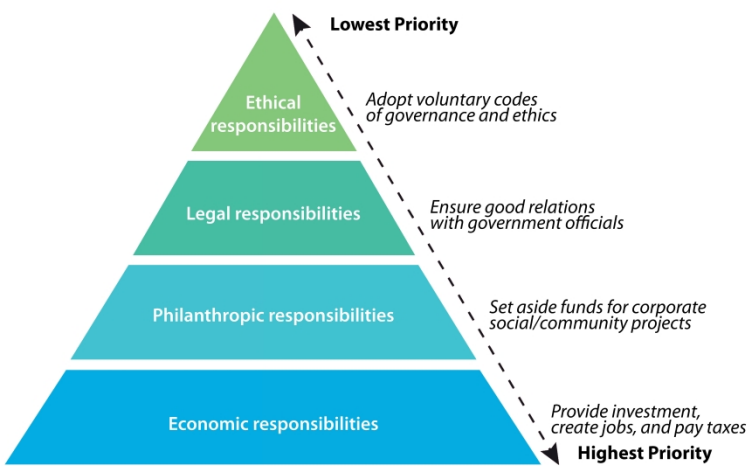 Lowest Priority
Ethical
responsibilities
Adopt voluntary codes
of governance and ethics
Legal responsibilities
Ensure good relations
with government officials
Philanthropic responsibilities
Set aside funds for corporate
social/community projects
Economic responsibilities
Provide investment,
create jobs, and pay taxes
Highest Priority